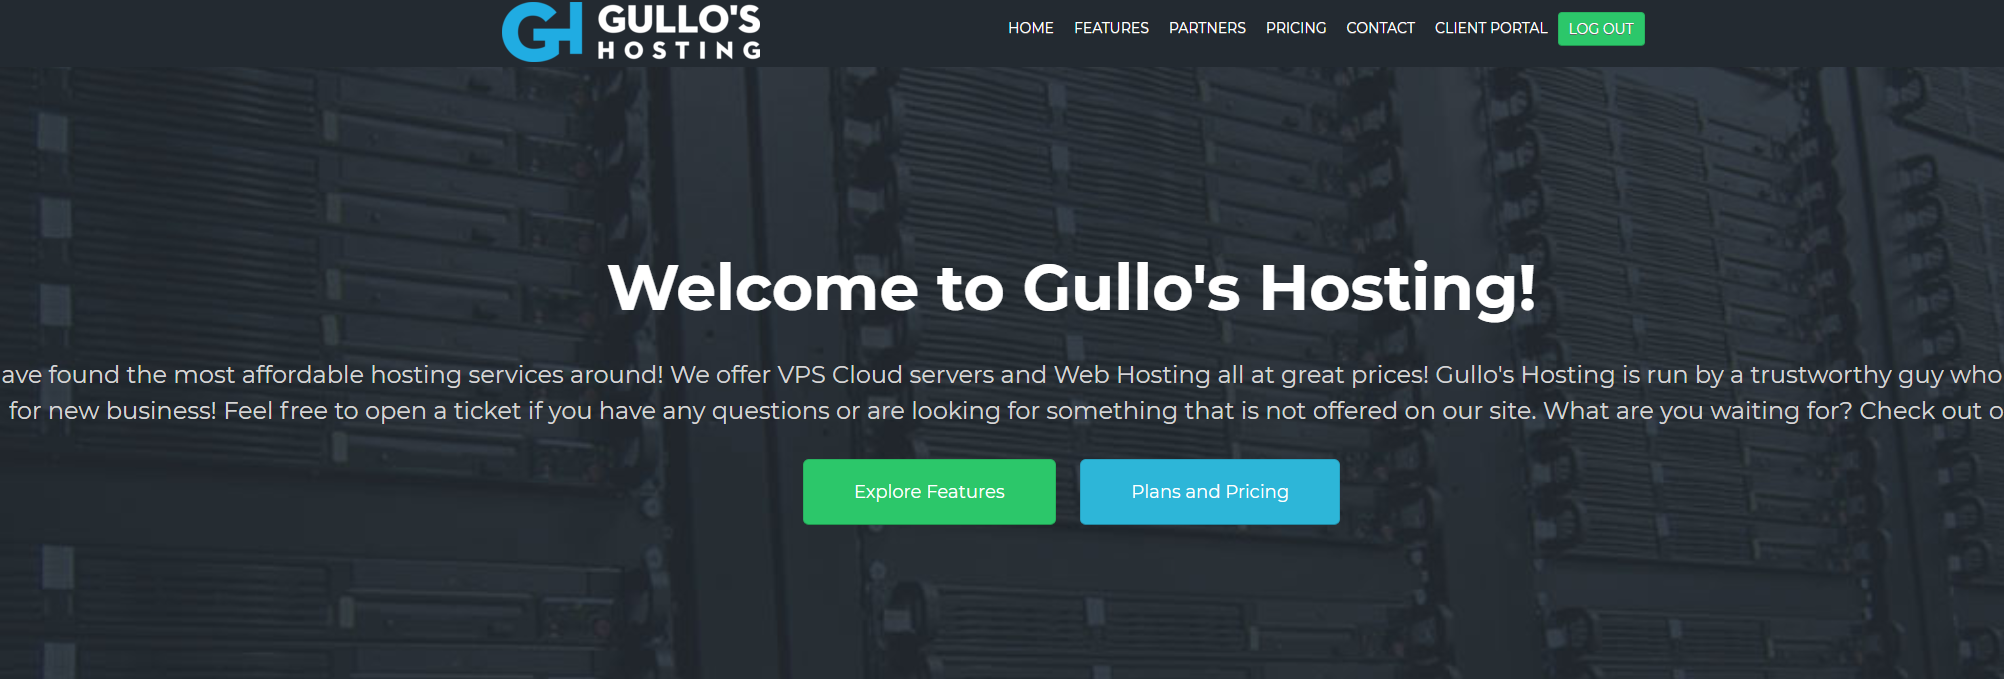 GH GULLO'S
HOSTING
HOME FEATURES PARTNERS PRICING CONTACT CLIENT PORTAL LOG OUT
Welcome to Gullo's Hosting!
ave found the most affordable hosting services around! We offer VPS Cloud servers and Web Hosting all at great prices! Gullo's Hosting is run by a trustworthy guy who
for new business! Feel free to open a ticket if you have any questions or are looking for something that is not offered on our site. What are you waiting for? Check out o
Explore Features Plans and Pricing